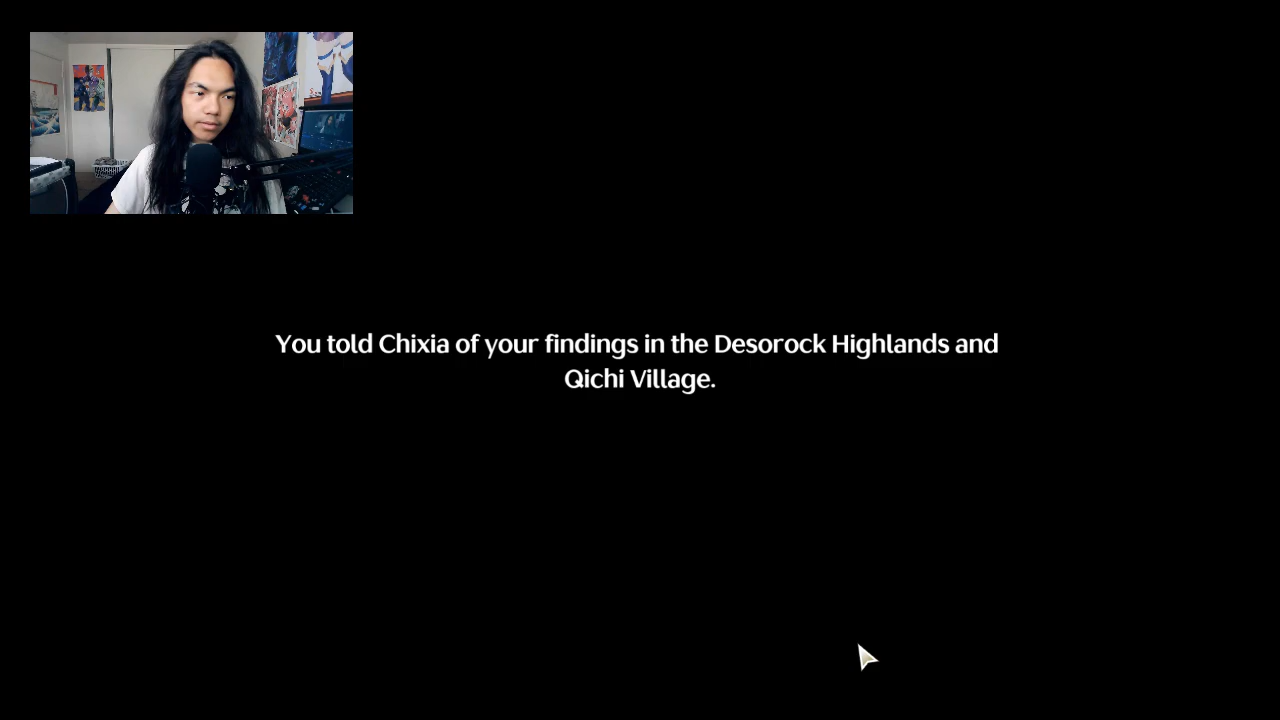 You told Chixia of your findings in the Desorock Highlands and
Qichi Village.